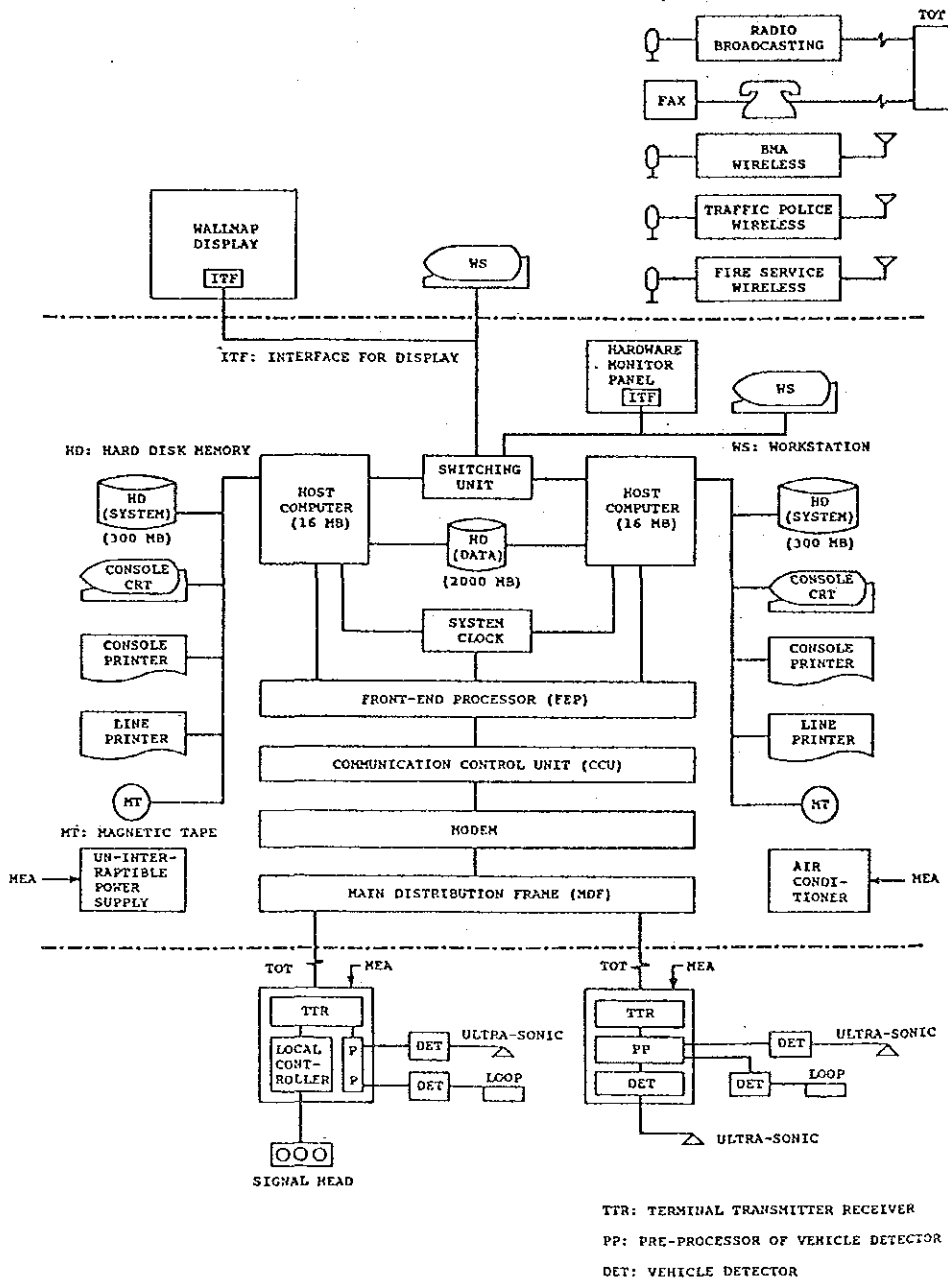 TOT
RADIO
BROADCASTING
FAX
BMA
WIRELESS
TRAFFIC POLICE
WIRELESS
FIRE SERVICE
WIRELESS
WALLMAP
DISPLAY
ITF
WS
ITF: INTERFACE FOR DISPLAY
HARDWARE
MONITOR
PANEL
ITF
WS
HD: HARD DISK MEMORY
WS: WORKSTATION
HD
(SYSTEM)
(300 MB)
HOST
COMPUTER
(16 MB)
SWITCHING
UNIT
HOST
COMPUTER
(16 MB)
HD
(SYSTEM)
(300 MB)
HD
(DATA)
(2000 MB)
CONSOLE
CRT
CONSOLE
CRT
SYSTEM
CLOCK
CONSOLE
PRINTER
CONSOLE
PRINTER
FRONT-END PROCESSOR (FEP)
LINE
PRINTER
LINE
PRINTER
COMMUNICATION CONTROL UNIT (CCU)
MT
MT
MT: MAGNETIC TAPE
MODEM
MEA
UN-INTER-
RAPTIBLE
POWER
SUPPLY
MAIN DISTRIBUTION FRAME (MDF)
AIR
CONDI-
TIONER
MEA
TOT
MEA
TTR
LOCAL
CONT-
ROLLER
P
P
DET
ULTRA-SONIC
DET
LOOP
SIGNAL HEAD
TOT
MEA
TTR
PP
DET
DET
ULTRA-SONIC
DET
LOOP
ULTRA-SONIC
TTR: TERMINAL TRANSMITTER RECEIVER
PP: PRE-PROCESSOR OF VEHICLE DETECTOR
DET: VEHICLE DETECTOR